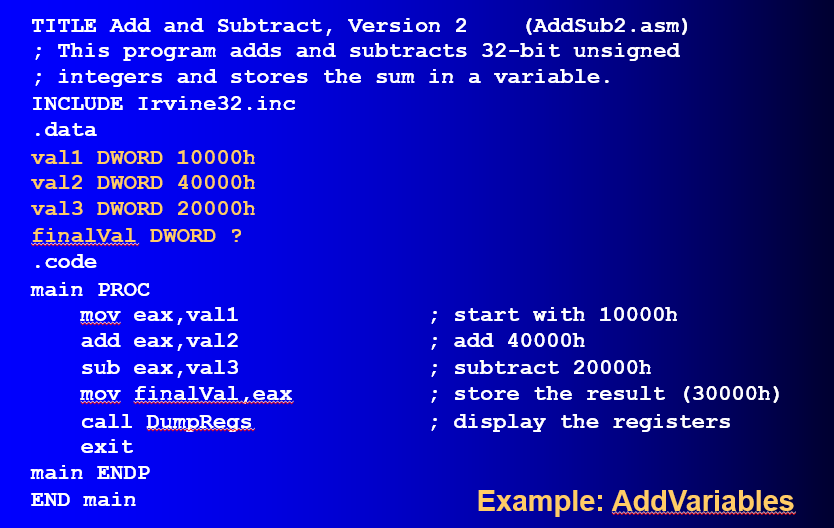 TITLE Add and Subtract, Version 2    (AddSub2.asm)
; This program adds and subtracts 32-bit unsigned
; integers and stores the sum in a variable.
INCLUDE Irvine32.inc
.data
val1 DWORD 10000h
val2 DWORD 40000h
val3 DWORD 20000h
finalVal DWORD ?
.code
main PROC
mov eax,val1    ; start with 10000h
add eax,val2    ; add 40000h
sub eax,val3    ; subtract 20000h
mov finalVal,eax    ; store the result (30000h)
call DumpRegs    ; display the registers
exit
main ENDP
END main
Example: AddVariables